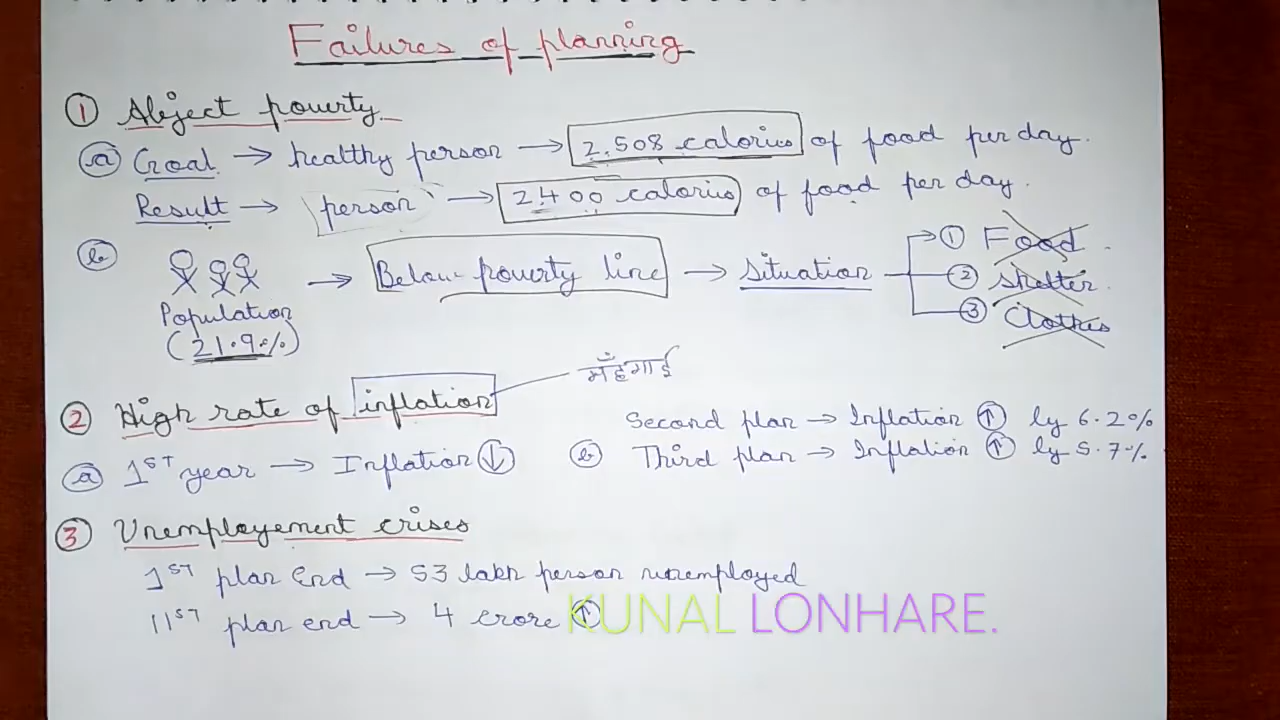 Failures of planning
① Abject poverty
ⓐ Goal → healthy person → 2,508 calories of food per day.
Result → person → 2400 calories of food per day.
ⓑ Population (21.9%) → Below poverty line → Situation
① Food
② Shelter
③ Clothes
② High rate of inflation
मँहगाई
ⓐ 1ST year → Inflation ↓
Second plan → Inflation ↑ by 6.2%
ⓑ Third plan → Inflation ↑ by 5.7%
③ Unemployement crises
1ST plan End → 53 lakh person unemployed
11ST plan end → 4 crore ↑
KUNAL LONHARE.